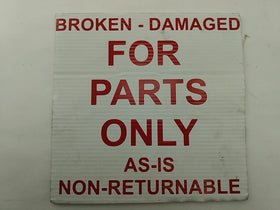 BROKEN - DAMAGED
FOR
PARTS
ONLY
AS-IS
NON-RETURNABLE